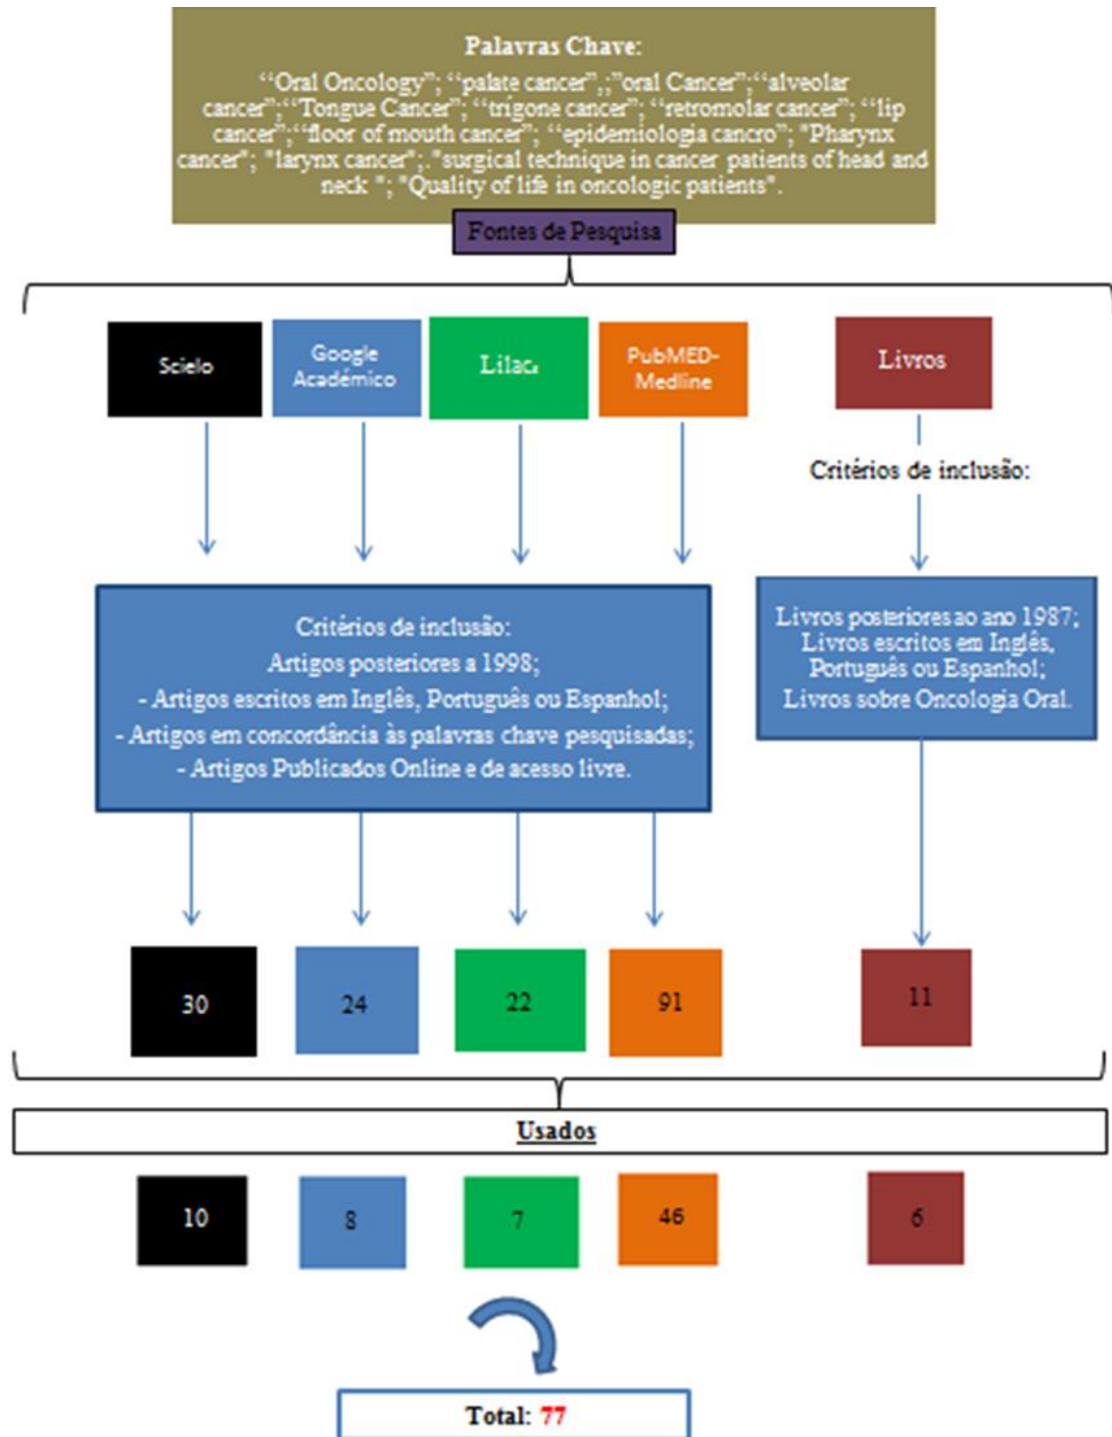 Palavras Chave:
‘‘Oral Oncology”; ‘‘palate cancer”,;”oral Cancer”;‘‘alveolar
cancer”;‘‘Tongue Cancer”; ‘‘trígone cancer”; ‘‘retromolar cancer”; ‘‘lip
cancer”;‘‘floor of mouth cancer”; ‘‘epidemiologia cancro”; "Pharynx
cancer"; "larynx cancer";."surgical technique in cancer patients of head and
neck "; "Quality of life in oncologic patients".
Fontes de Pesquisa
Scielo
Google
Académico
Lilacs
PubMED-
Medline
Livros
Critérios de inclusão:
Critérios de inclusão:
Artigos posteriores a 1998;
- Artigos escritos em Inglês, Português ou Espanhol;
- Artigos em concordância às palavras chave pesquisadas;
- Artigos Publicados Online e de acesso livre.
Livros posteriores ao ano 1987;
Livros escritos em Inglês,
Português ou Espanhol;
Livros sobre Oncologia Oral.
30
24
22
91
11
Usados
10
8
7
46
6
Total: 77